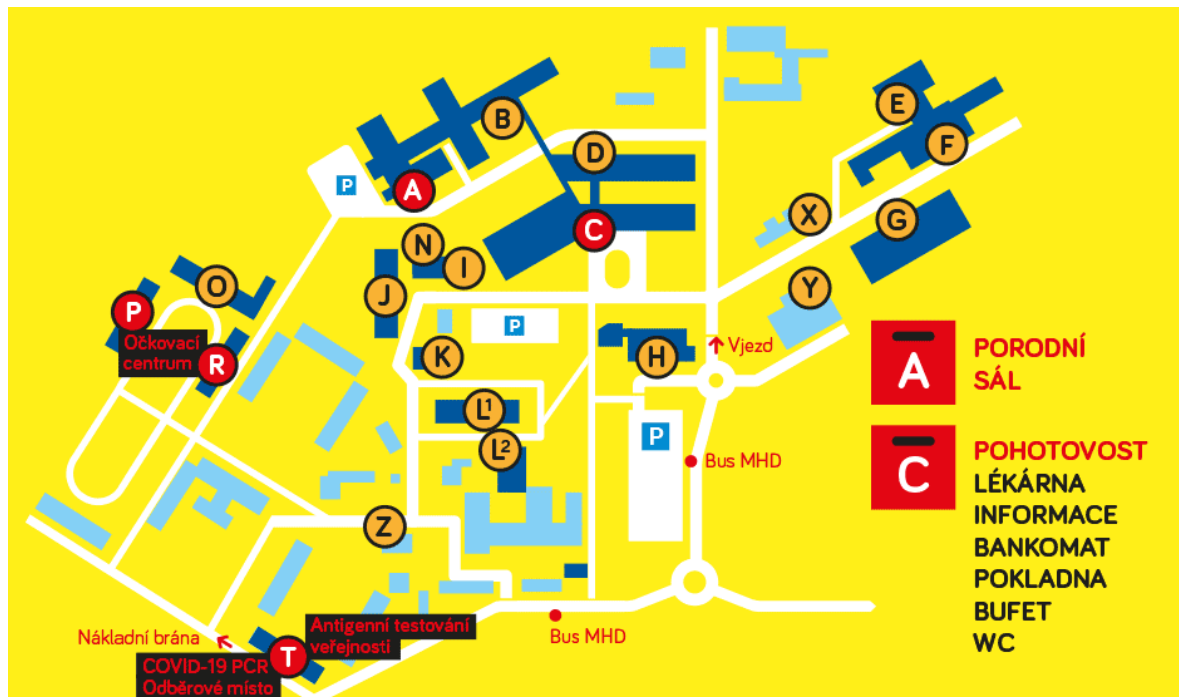 E
B
F
D
P
A
X
G
C
N
I
O
J
Y
P
P
Očkovací
centrum
R
K
H
Vjezd
L¹
P
L²
Bus MHD
Z
Antigenní testování
veřejnosti
Nákladní brána
T
COVID-19 PCR
Odběrové místo
Bus MHD
A
PORODNÍ
SÁL
C
POHOTOVOST
LÉKÁRNA
INFORMACE
BANKOMAT
POKLADNA
BUFET
WC